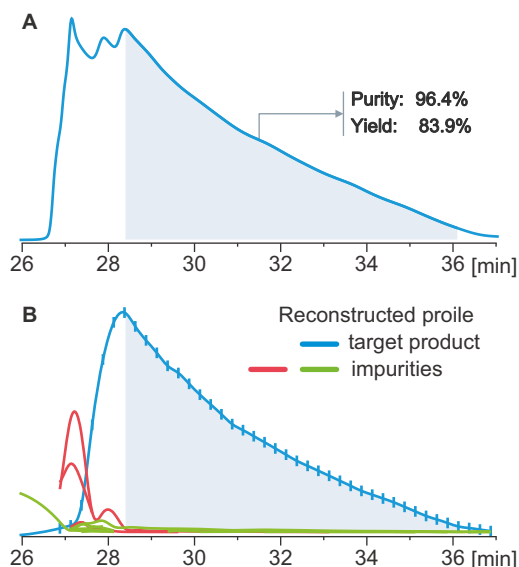 A
Purity: 96.4%
Yield: 83.9%
26 28 30 32 34 36 [min]
B
Reconstructed proile
target product
impurities
26 28 30 32 34 36 [min]